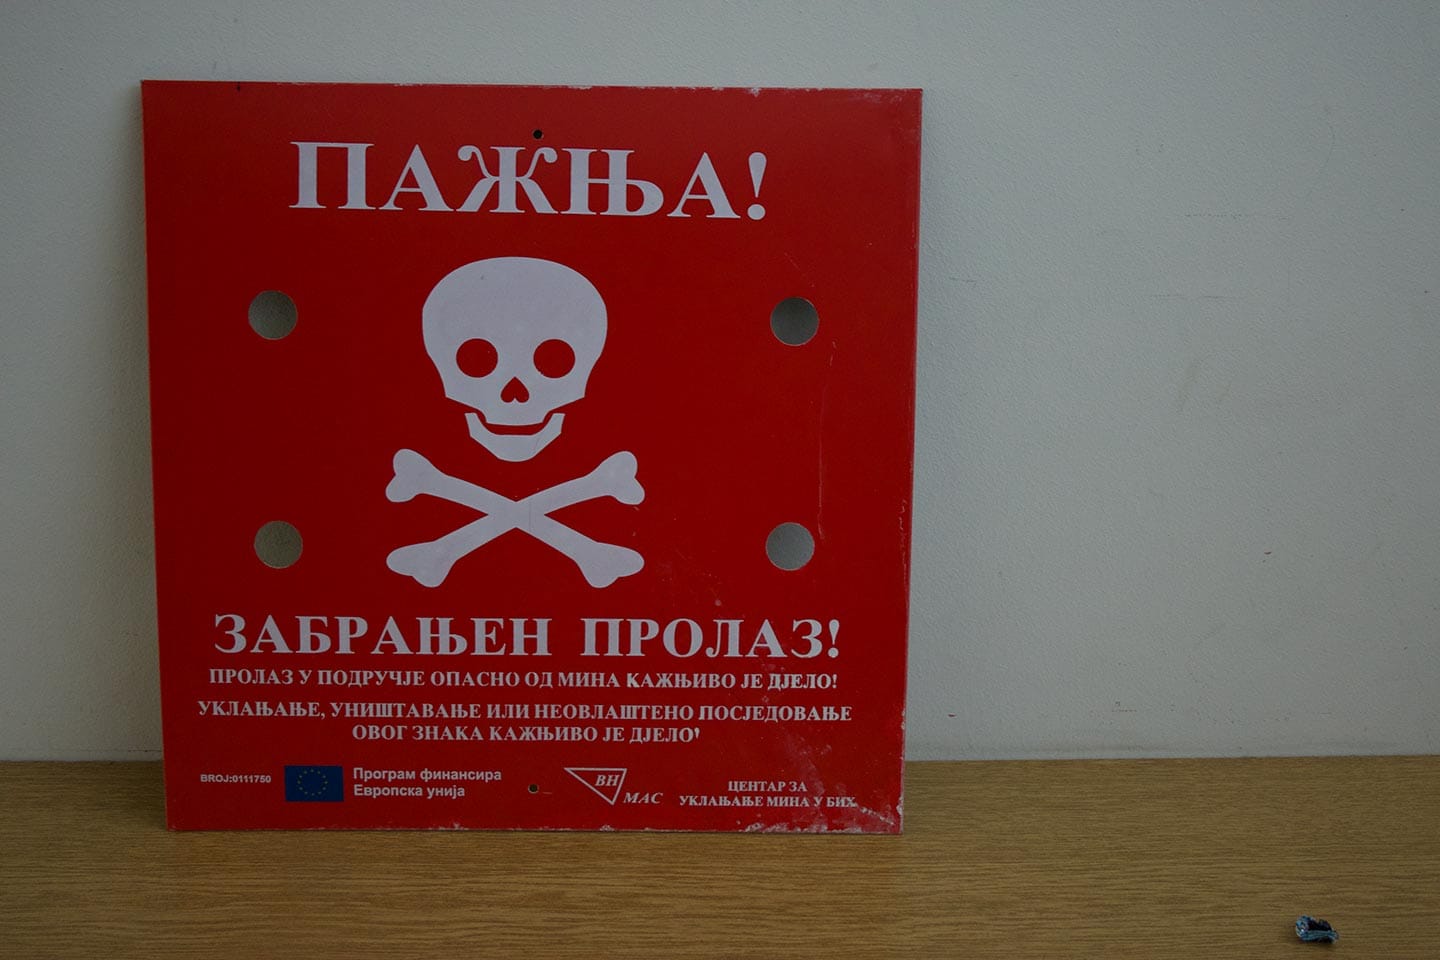 ПАЖЊА!
ЗАБРАЊЕН ПРОЛАЗ!
ПРОЛАЗ У ПОДРУЧЈЕ ОПАСНО ОД МИНА КАЖЊИВО ЈЕ ДЈЕЛО!
УКЛАЊАЊЕ, УНИШТАВАЊЕ ИЛИ НЕОВЛАШТЕНО ПОСЈЕДОВАЊЕ
ОВОГ ЗНАКА КАЖЊИВО ЈЕ ДЈЕЛО!
BROJ:0111750
Програм финансира
Европска унија
BH
MAC
ЦЕНТАР ЗА
УКЛАЊАЊЕ МИНА У БИХ